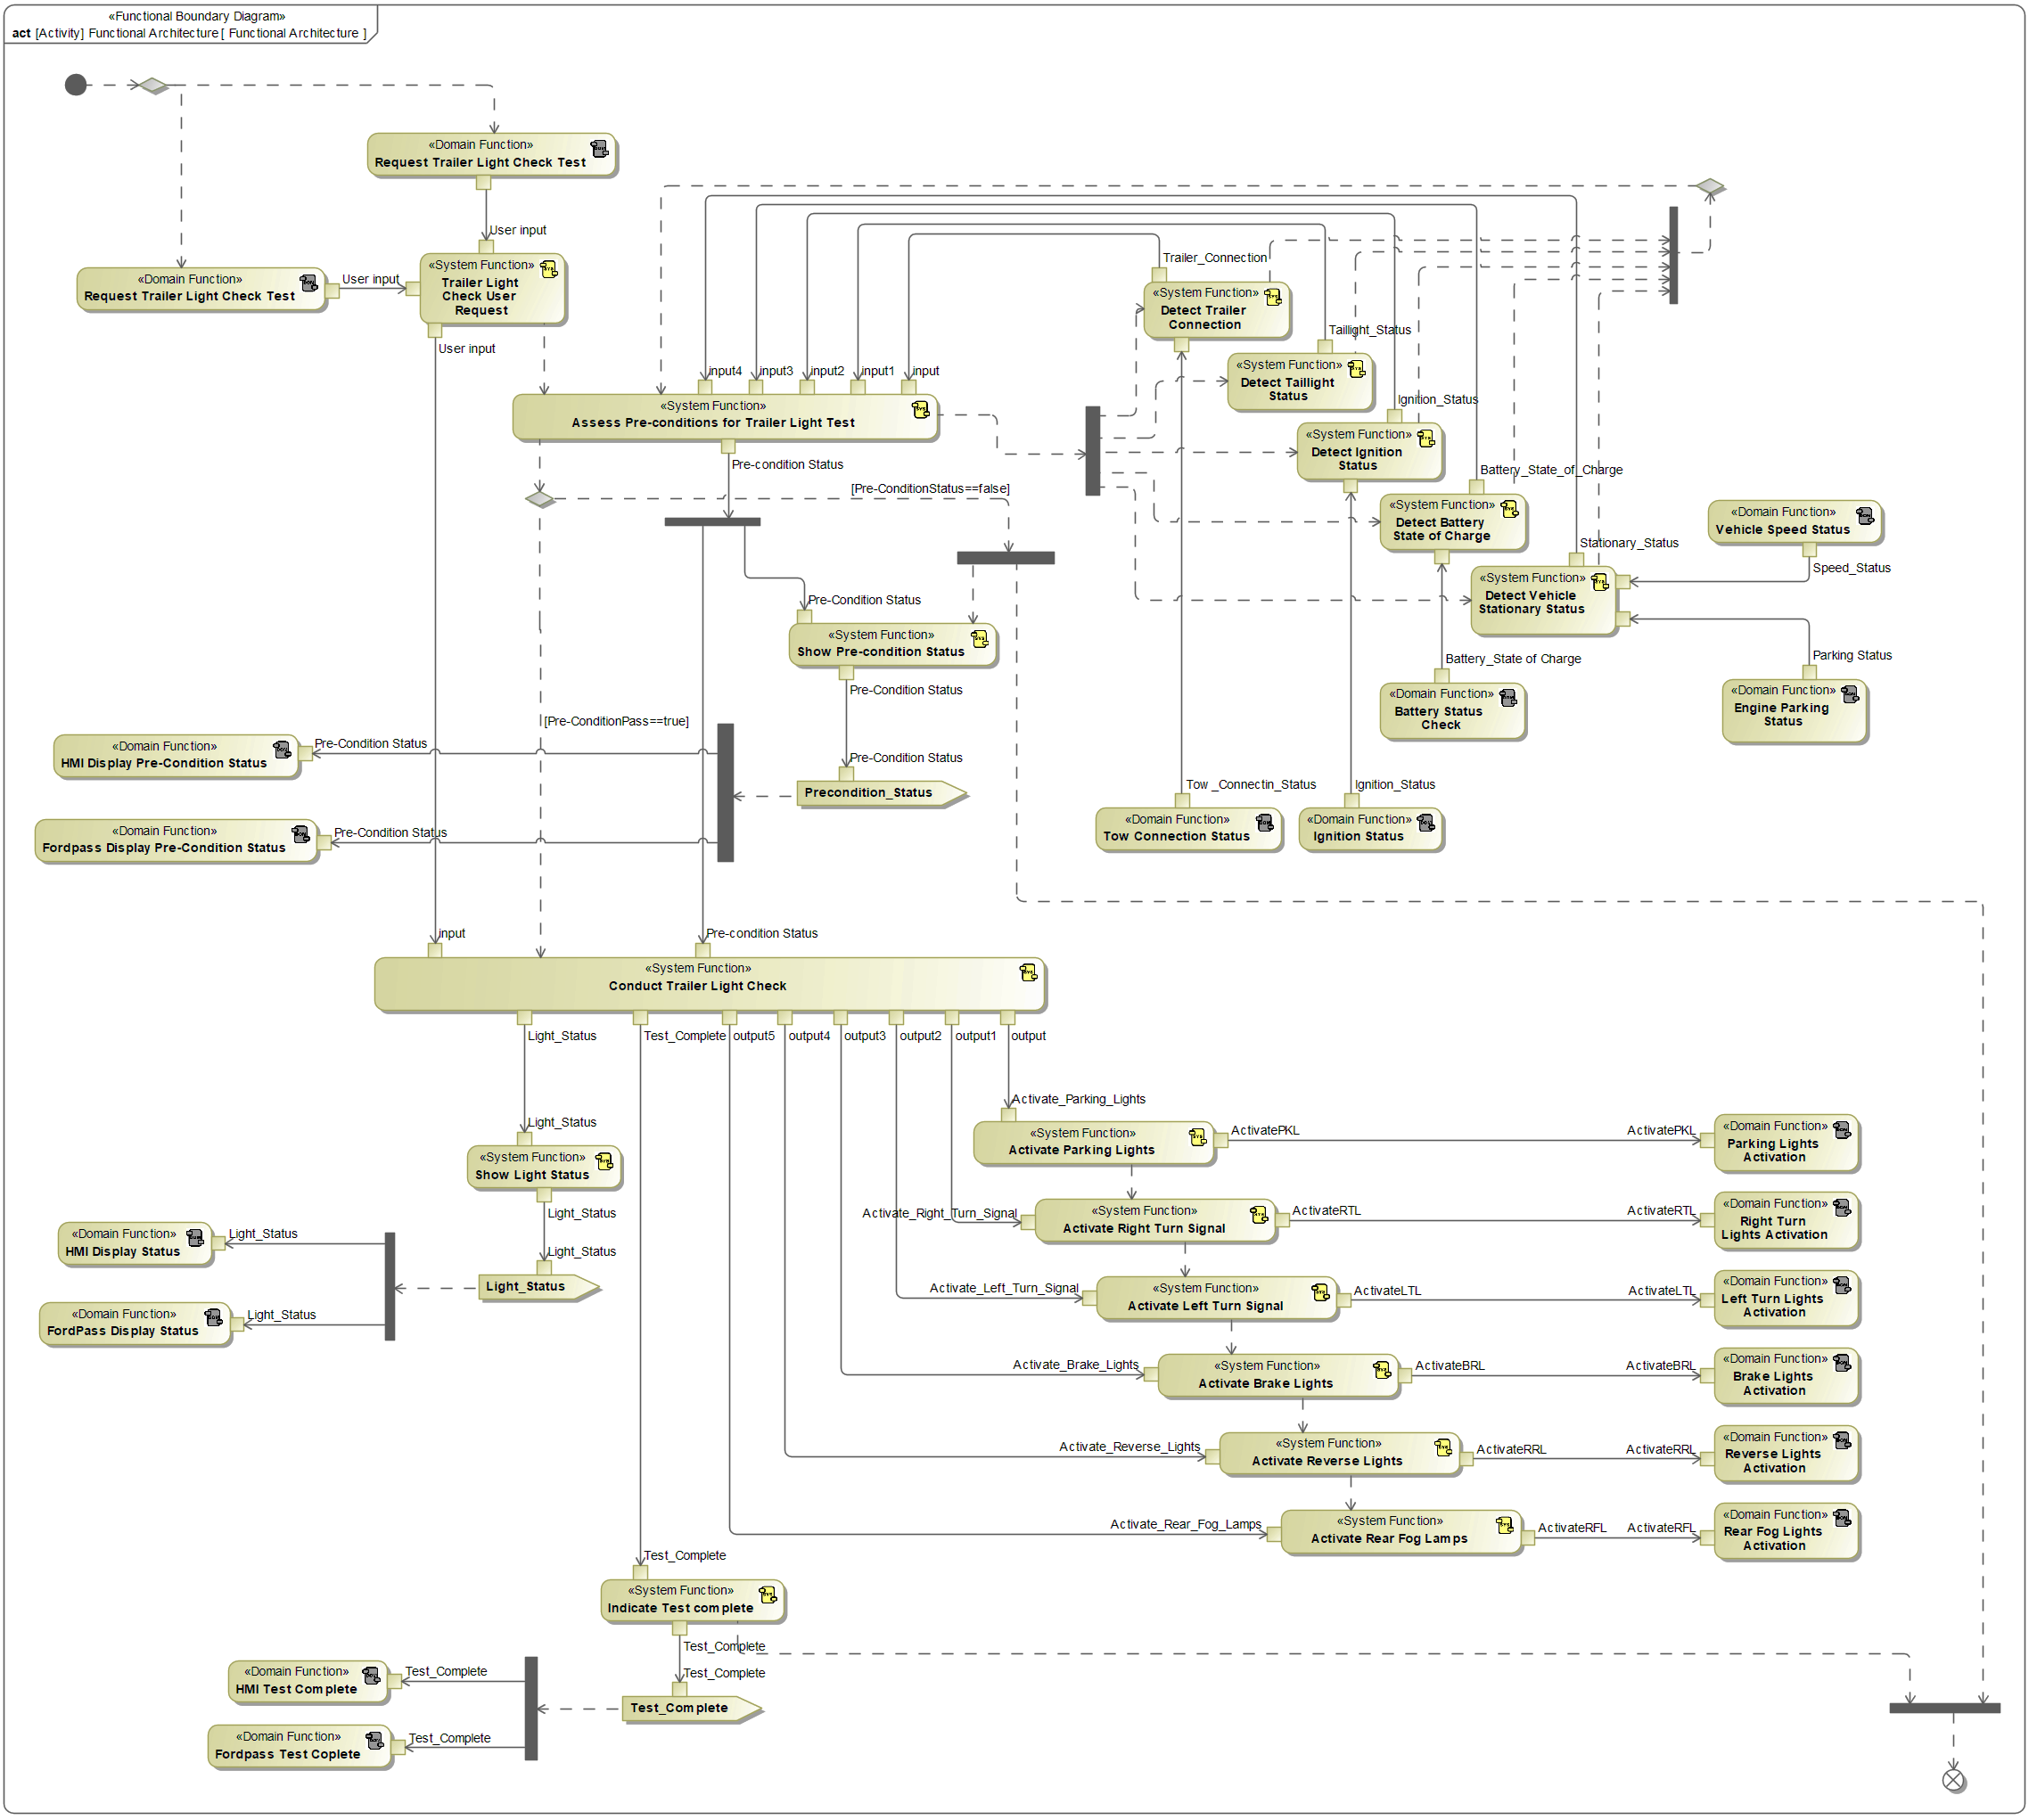 «Functional Boundary Diagram»
act [Activity] Functional Architecture [ Functional Architecture ]
«Domain Function»
Request Trailer Light Check Test
User input
«Domain Function»
Request Trailer Light Check Test
User input
«System Function»
Trailer Light
Check User
Request
User input
Trailer_Connection
«System Function»
Detect Trailer
Connection
Taillight_Status
«System Function»
Detect Taillight
Status
input4
input3
input2
input1
input
«System Function»
Assess Pre-conditions for Trailer Light Test
Ignition_Status
«System Function»
Detect Ignition
Status
Pre-condition Status
[Pre-ConditionStatus==false]
Battery_State_of_Charge
«System Function»
Detect Battery
State of Charge
«Domain Function»
Vehicle Speed Status
Stationary_Status
Speed_Status
«System Function»
Detect Vehicle
Stationary Status
Pre-Condition Status
«System Function»
Show Pre-condition Status
Pre-Condition Status
Battery_State of Charge
Parking Status
«Domain Function»
Battery Status
Check
«Domain Function»
Engine Parking
Status
[Pre-ConditionPass==true]
«Domain Function»
HMI Display Pre-Condition Status
Pre-Condition Status
Pre-Condition Status
Precondition_Status
Tow _Connectin_Status
Ignition_Status
«Domain Function»
Fordpass Display Pre-Condition Status
Pre-Condition Status
«Domain Function»
Tow Connection Status
«Domain Function»
Ignition Status
input
Pre-condition Status
«System Function»
Conduct Trailer Light Check
Light_Status
Test_Complete
output5
output4
output3
output2
output1
output
Activate_Parking_Lights
Light_Status
«System Function»
Activate Parking Lights
ActivatePKL
ActivatePKL
«Domain Function»
Parking Lights
Activation
«System Function»
Show Light Status
Light_Status
Activate_Right_Turn_Signal
«System Function»
Activate Right Turn Signal
ActivateRTL
ActivateRTL
«Domain Function»
Right Turn
Lights Activation
«Domain Function»
HMI Display Status
Light_Status
Light_Status
Light_Status
Activate_Left_Turn_Signal
«System Function»
Activate Left Turn Signal
ActivateLTL
ActivateLTL
«Domain Function»
Left Turn Lights
Activation
«Domain Function»
FordPass Display Status
Light_Status
Activate_Brake_Lights
«System Function»
Activate Brake Lights
ActivateBRL
ActivateBRL
«Domain Function»
Brake Lights
Activation
Activate_Reverse_Lights
«System Function»
Activate Reverse Lights
ActivateRRL
ActivateRRL
«Domain Function»
Reverse Lights
Activation
Activate_Rear_Fog_Lamps
«System Function»
Activate Rear Fog Lamps
ActivateRFL
ActivateRFL
«Domain Function»
Rear Fog Lights
Activation
Test_Complete
«System Function»
Indicate Test complete
Test_Complete
Test_Complete
Test_Complete
«Domain Function»
HMI Test Complete
Test_Complete
«Domain Function»
Fordpass Test Coplete
Test_Complete